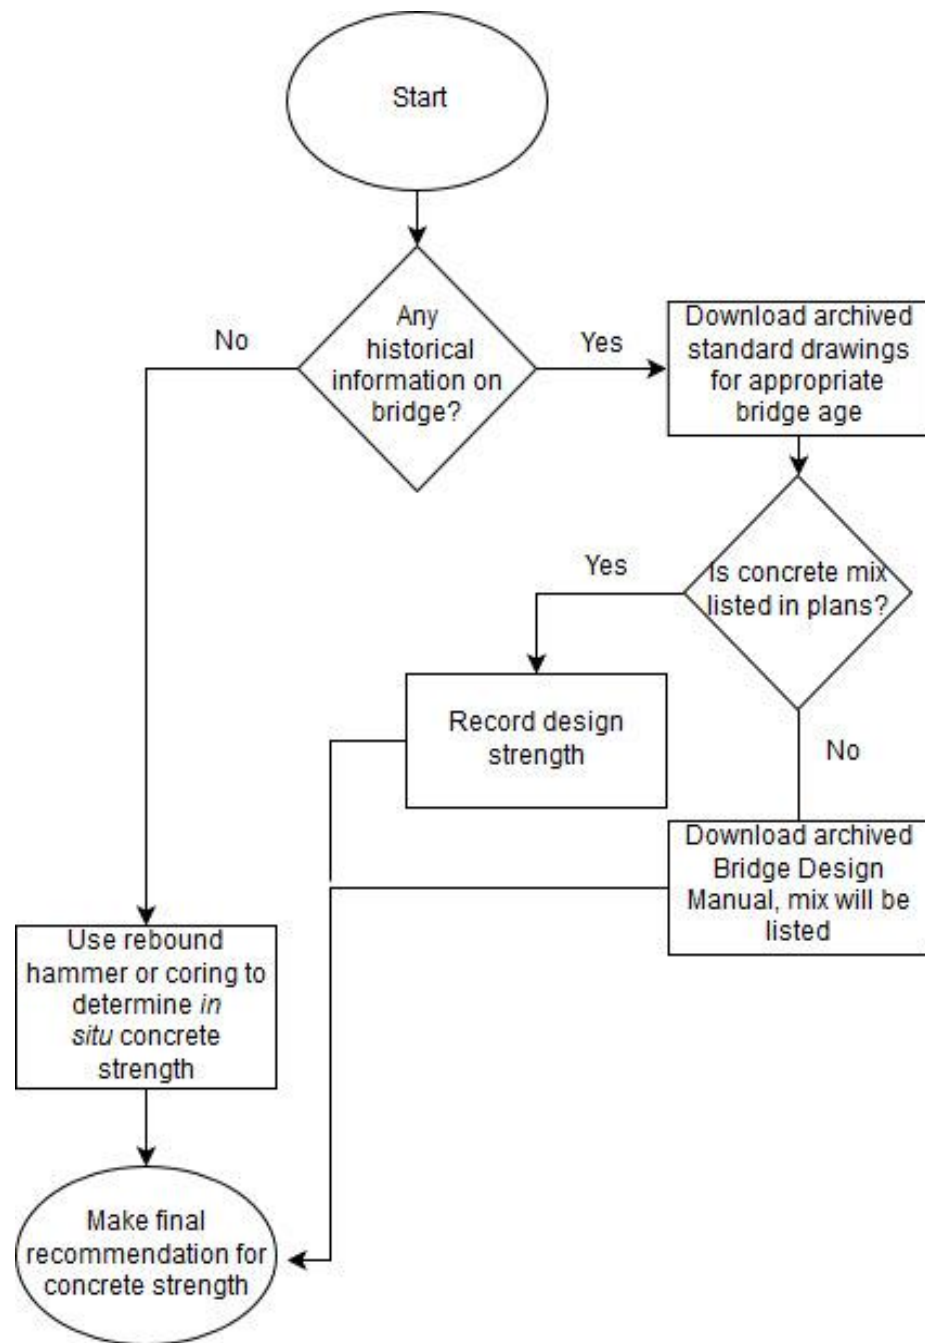 Start
Any
historical
information on
bridge?
No
Yes
Download archived
standard drawings
for appropriate
bridge age
Is concrete mix
listed in plans?
Yes
No
Record design
strength
Download archived
Bridge Design
Manual, mix will be
listed
Use rebound
hammer or coring to
determine in
situ concrete
strength
Make final
recommendation for
concrete strength